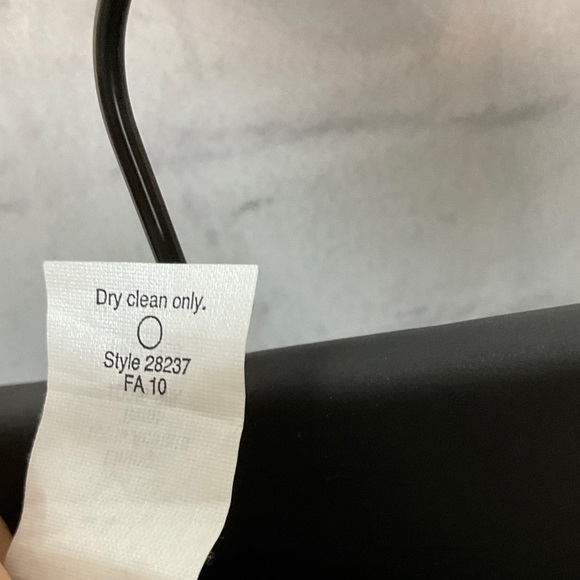 Dry clean only.
Style 28237
FA 10